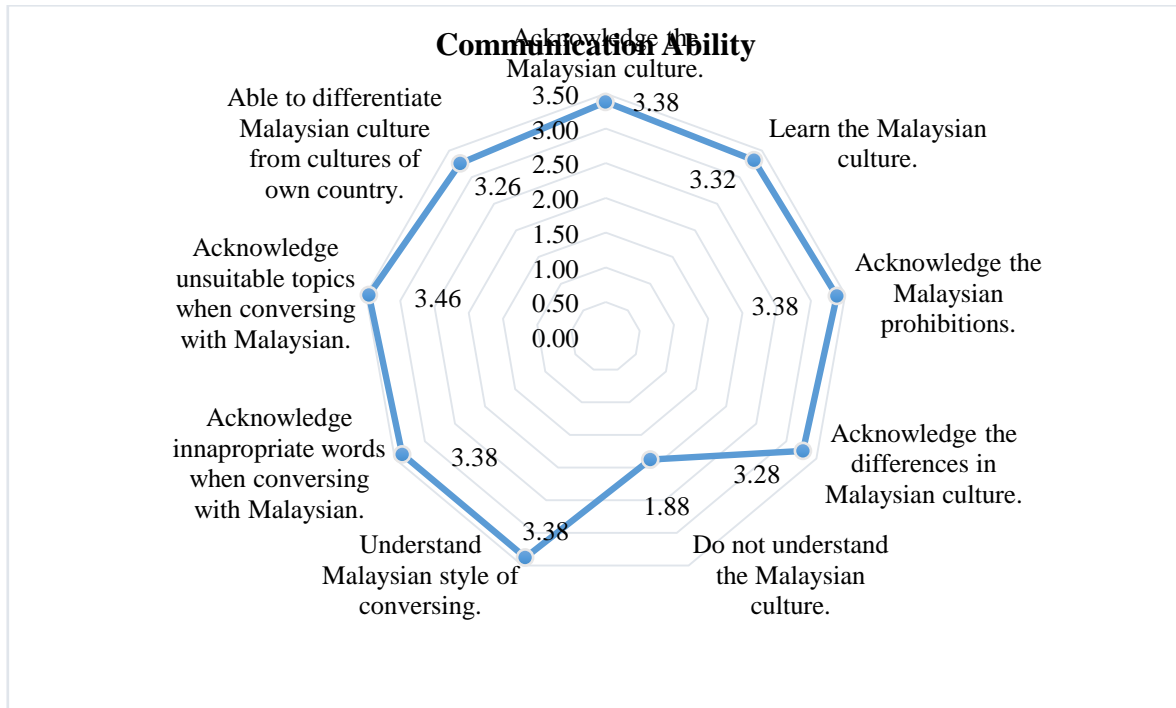 Communication Ability
Acknowledge the
Malaysian culture.
3.38
Learn the Malaysian
culture.
3.32
Acknowledge the
Malaysian
prohibitions.
3.38
Acknowledge the
differences in
Malaysian culture.
3.28
Do not understand
the Malaysian
culture.
1.88
Understand
Malaysian style of
conversing.
3.38
Acknowledge
innapropriate words
when conversing
with Malaysian.
3.38
Acknowledge
unsuitable topics
when conversing
with Malaysian.
3.46
Able to differentiate
Malaysian culture
from cultures of
own country.
3.26
3.50
3.00
2.50
2.00
1.50
1.00
0.50
0.00